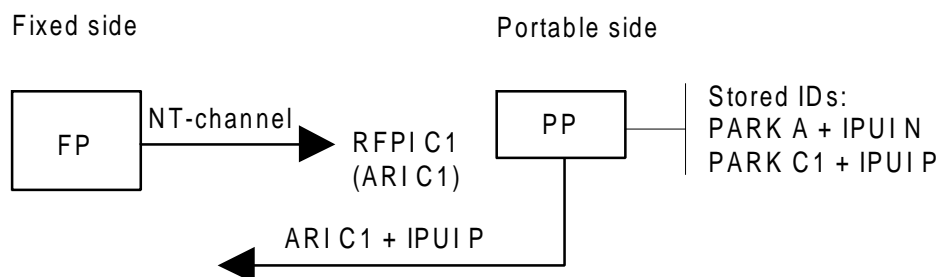 Fixed side
Portable side
FP
NT-channel
RFPI C1
(ARI C1)
PP
Stored IDs:
PARK A + IPUI N
PARK C1 + IPUI P
ARI C1 + IPUI P